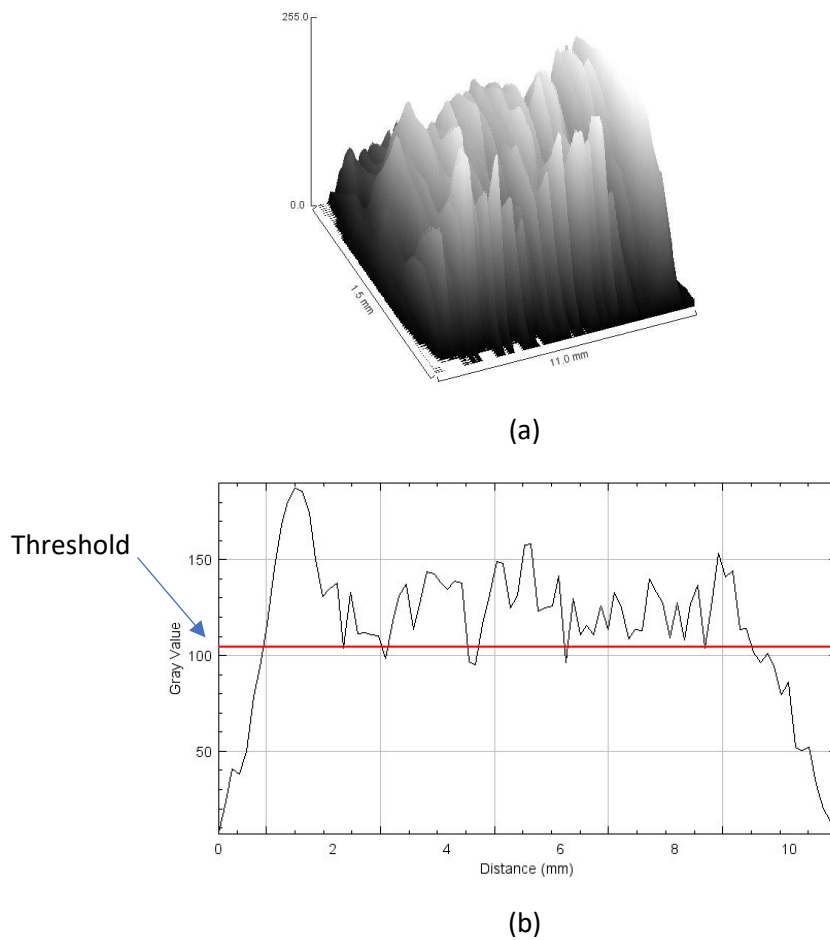 255.0
0.0
1.5 mm
11.0 mm
(a)
Threshold
150
100
50
Gray Value
0 2 4 6 8 10
Distance (mm)
(b)